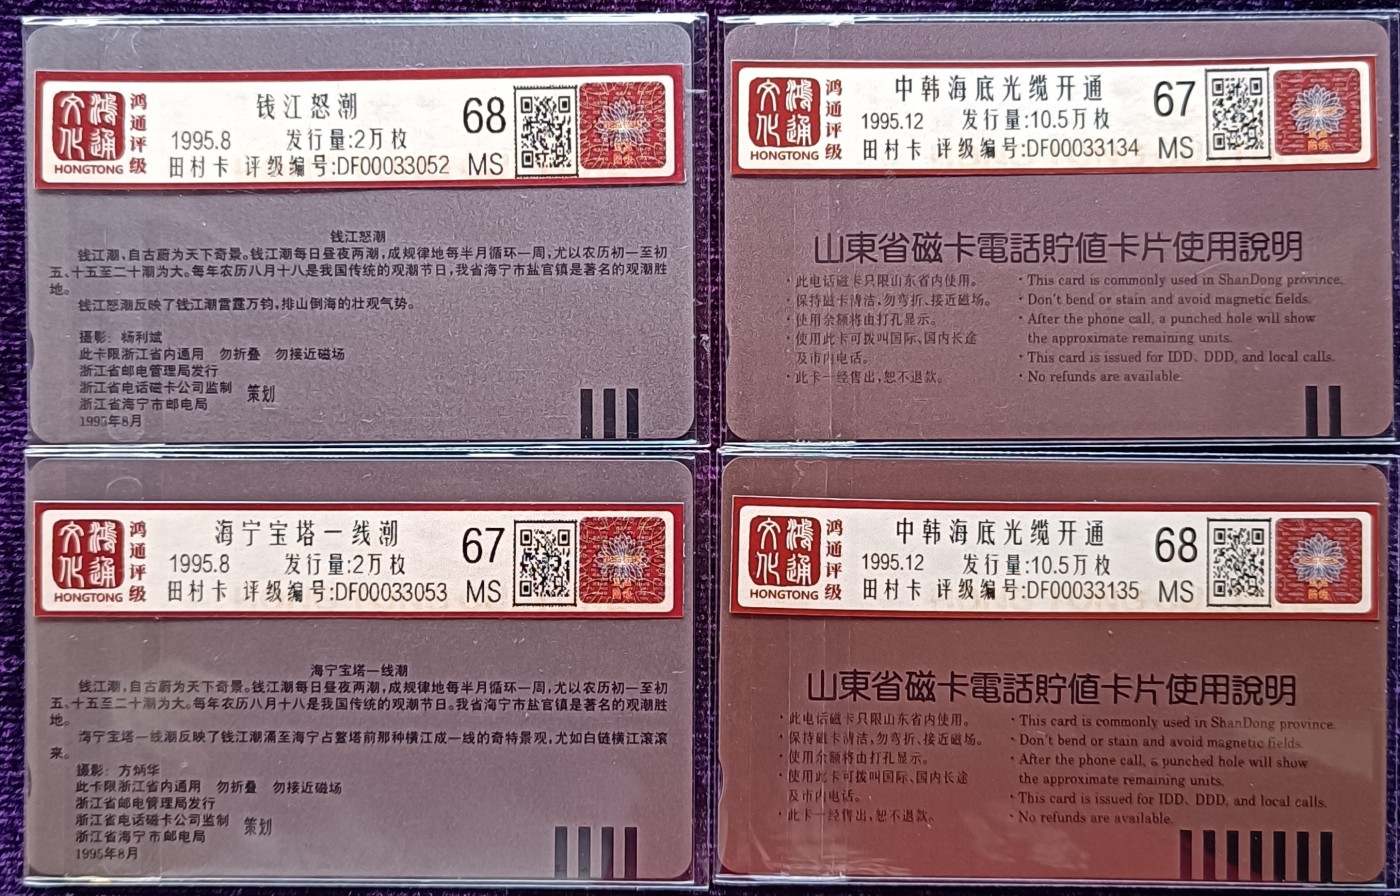 鸿通文化
HONGTONG
鸿通评级
钱江怒潮
1995.8 发行量:2万枚
田村卡 评级编号:DF00033052
68
MS
钱江怒潮
钱江潮,自古蔚为天下奇景。钱江潮每日昼夜两潮,成规律地每半月循环一周,尤以农历初一至初
五、十五至二十潮为大。每年农历八月十八是我国传统的观潮节日,我省海宁市盐官镇是著名的观潮胜
地。
钱江怒潮反映了钱江潮雷霆万钧,排山倒海的壮观气势。
摄影: 杨利斌
此卡限浙江省内通用 勿折叠 勿接近磁场
浙江省邮电管理局发行
浙江省电话磁卡公司监制
浙江省海宁市邮电局
策划
1995年8月
鸿通文化
HONGTONG
鸿通评级
中韩海底光缆开通
1995.12 发行量:10.5万枚
田村卡 评级编号:DF00033134
67
MS
山東省磁卡電話貯値卡片使用說明
·此电话磁卡只限山东省内使用。
·保持磁卡清洁,勿弯折、接近磁场。
·使用余额将由打孔显示。
·使用此卡可拨叫国际、国内长途
及市内电话。
·此卡一经售出,恕不退款。
·This card is commonly used in ShanDong province.
·Don't bend or stain and avoid magnetic fields.
·After the phone call, a punched hole will show
the approximate remaining units.
·This card is issued for IDD、DDD, and local calls.
·No refunds are available.
鸿通文化
HONGTONG
鸿通评级
海宁宝塔一线潮
1995.8 发行量:2万枚
田村卡 评级编号:DF00033053
67
MS
海宁宝塔一线潮
钱江潮,自古蔚为天下奇景。钱江潮每日昼夜两潮,成规律地每半月循环一周,尤以农历初一至初
五、十五至二十潮为大。每年农历八月十八是我国传统的观潮节日。我省海宁市盐官镇是著名的观潮胜
地。
海宁宝塔一线潮反映了钱江潮涌至海宁占鳌塔前那种横江成一线的奇特景观,尤如白链横江滚滚
来。
摄影: 方炳华
此卡限浙江省内通用 勿折叠 勿接近磁场
浙江省邮电管理局发行
浙江省电话磁卡公司监制
浙江省海宁市邮电局
策划
1995年8月
鸿通文化
HONGTONG
鸿通评级
中韩海底光缆开通
1995.12 发行量:10.5万枚
田村卡 评级编号:DF00033135
68
MS
山東省磁卡電話貯値卡片使用說明
·此电话磁卡只限山东省内使用。
·保持磁卡清洁,勿弯折、接近磁场。
·使用余额将由打孔显示。
·使用此卡可拨叫国际、国内长途
及市内电话。
·此卡一经售出,恕不退款。
·This card is commonly used in ShanDong province.
·Don't bend or stain and avoid magnetic fields.
·After the phone call, a punched hole will show
the approximate remaining units.
·This card is issued for IDD、DDD, and local calls.
·No refunds are available.